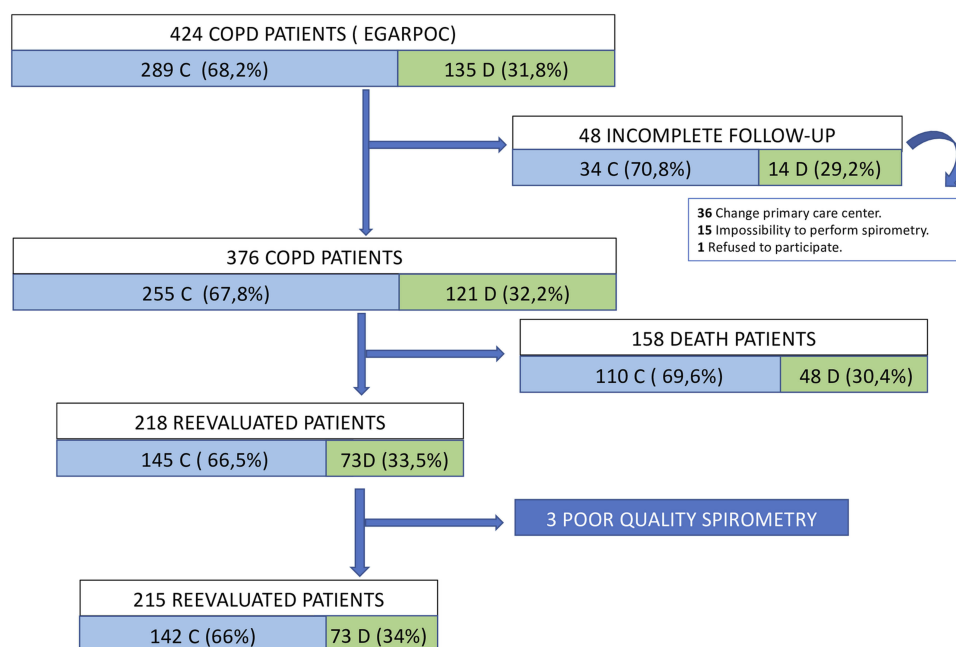 424 COPD PATIENTS ( EGARPOC)
289 C (68,2%)
135 D (31,8%)
48 INCOMPLETE FOLLOW-UP
34 C (70,8%)
14 D (29,2%)
36 Change primary care center.
15 Impossibility to perform spirometry.
1 Refused to participate.
376 COPD PATIENTS
255 C (67,8%)
121 D (32,2%)
158 DEATH PATIENTS
110 C ( 69,6%)
48 D (30,4%)
218 REEVALUATED PATIENTS
145 C ( 66,5%)
73D (33,5%)
3 POOR QUALITY SPIROMETRY
215 REEVALUATED PATIENTS
142 C (66%)
73 D (34%)